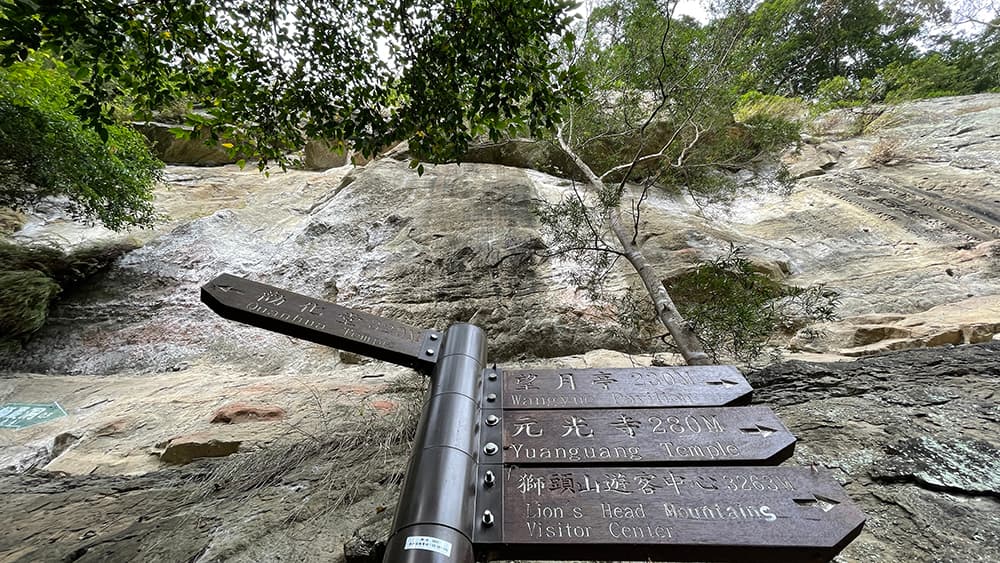 勸化堂
Quanhua Temple
望月亭 230M
Wangyue Pavilion
元光寺 280M
Yuanguang Temple
獅頭山遊客中心 3263M
Lion s Head Mountains
Visitor Center